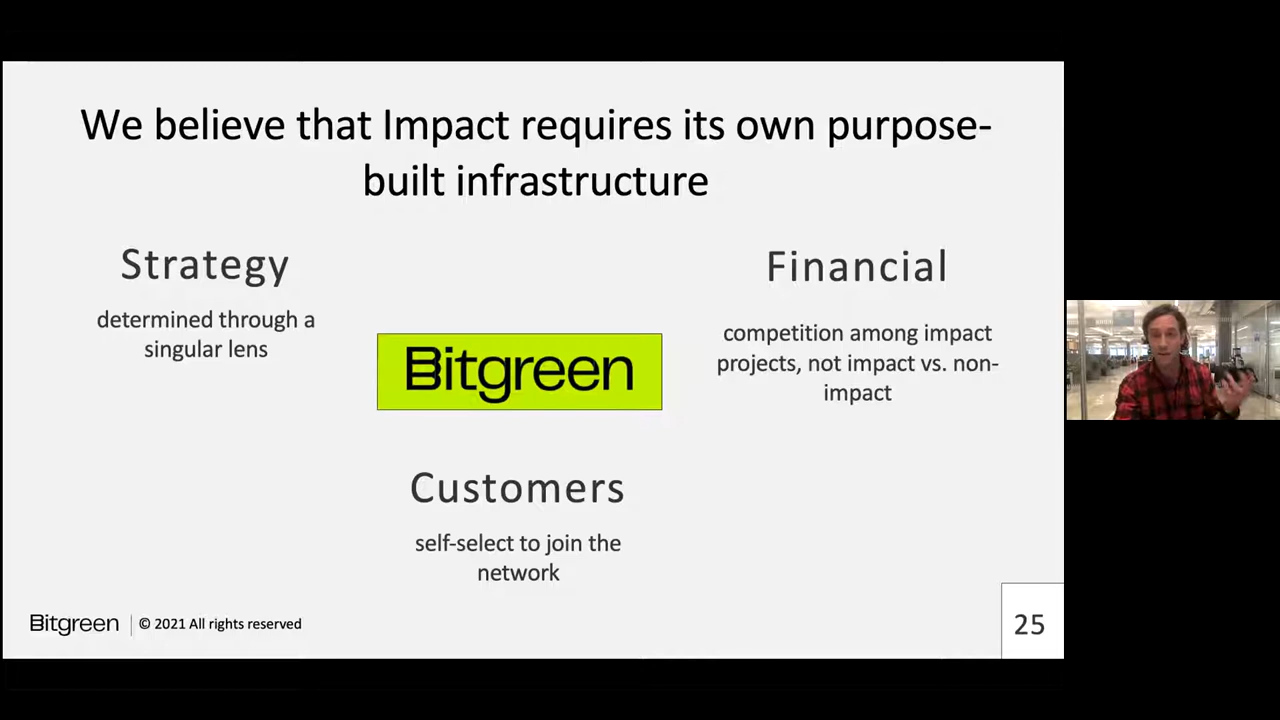 We believe that Impact requires its own purpose-
built infrastructure
Strategy
determined through a
singular lens
Bitgreen
Financial
competition among impact
projects, not impact vs. non-
impact
Customers
self-select to join the
network
Bitgreen | © 2021 All rights reserved
25